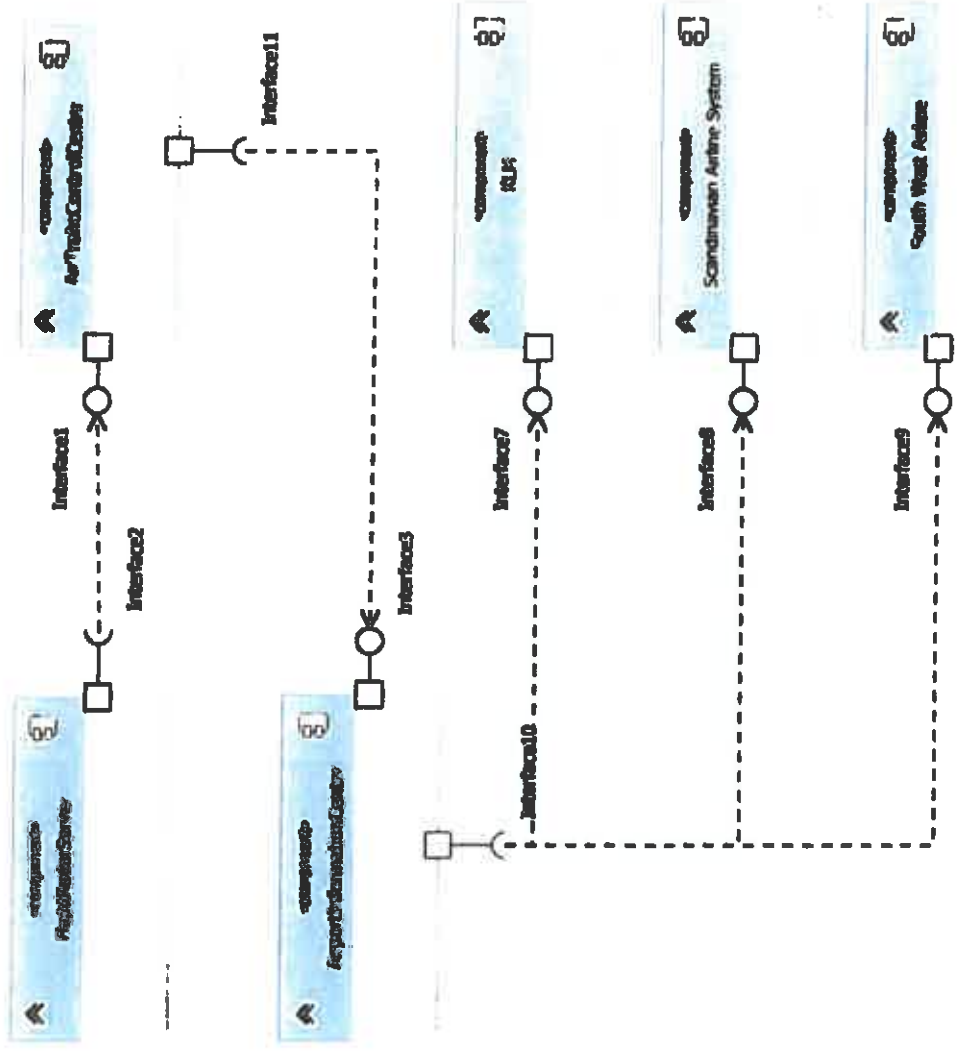 «component»
FlightRadarServer
Interface2
Interface1
«component»
AirTrafficControlCenter
Interface11
«component»
AirportInformationCenter
Interface3
Interface10
Interface7
«component»
KLM
Interface8
«component»
Scandinavian Airline System
Interface9
«component»
South West Airline